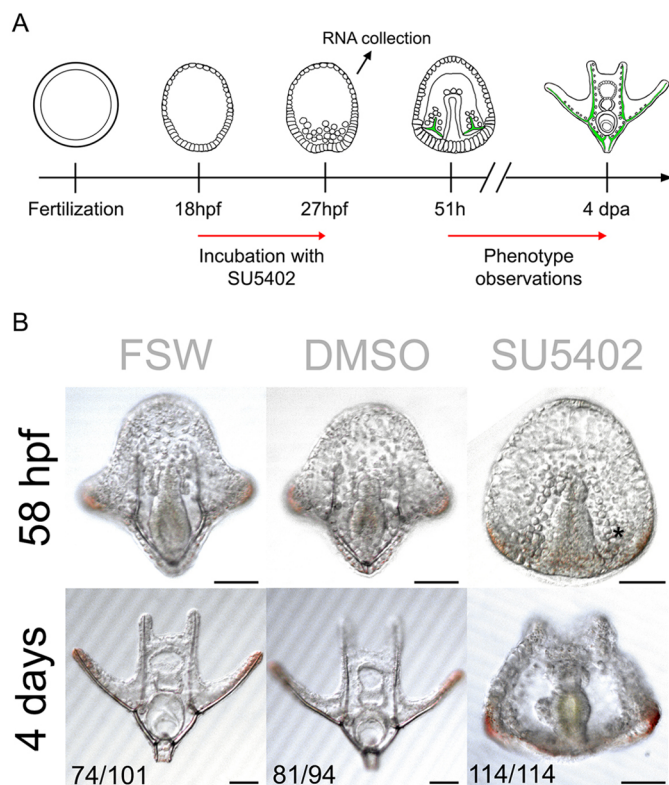 A
RNA collection
Fertilization 18hpf 27hpf 51h 4 dpa
Incubation with
SU5402
Phenotype
observations
B
FSW DMSO SU5402
58 hpf
*
4 days
74/101 81/94 114/114